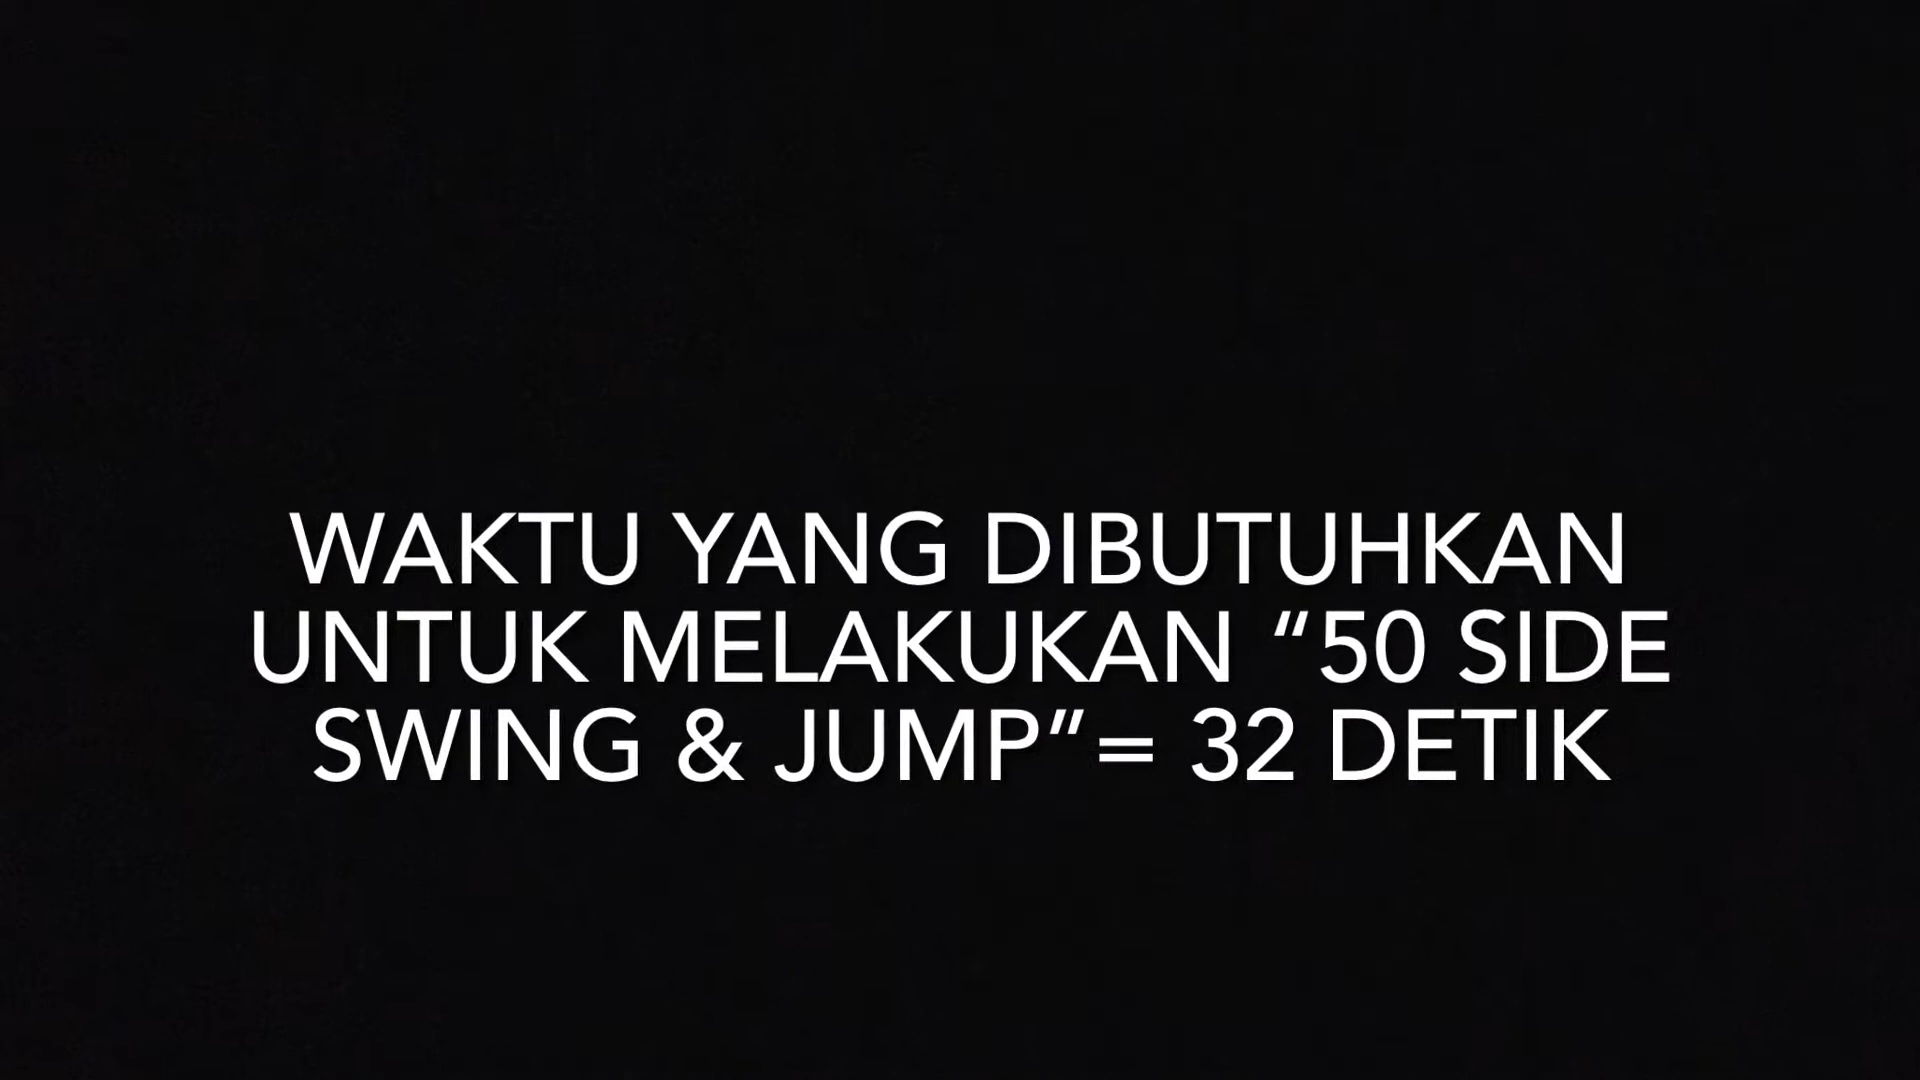 WAKTU YANG DIBUTUHKAN
UNTUK MELAKUKAN “50 SIDE
SWING & JUMP”= 32 DETIK